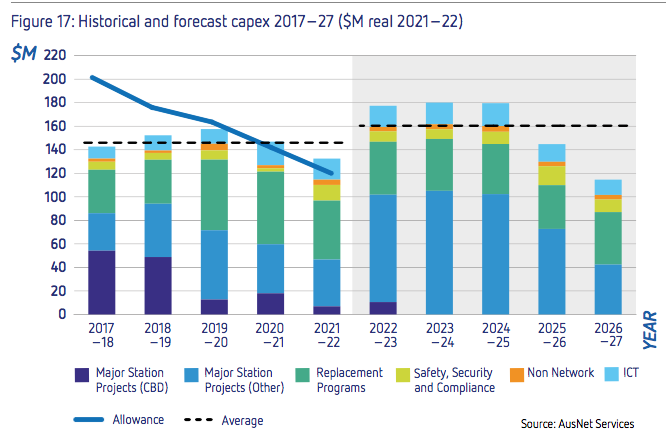 Figure 17: Historical and forecast capex 2017–27 ($M real 2021–22)
$M
220
200
180
160
140
120
100
80
60
40
20
0
2017 –18
2018 –19
2019 –20
2020 –21
2021 –22
2022 –23
2023 –24
2024 –25
2025 –26
2026 –27
YEAR
Major Station Projects (CBD)
Major Station Projects (Other)
Replacement Programs
Safety, Security and Compliance
Non Network
ICT
Allowance
Average
Source: AusNet Services